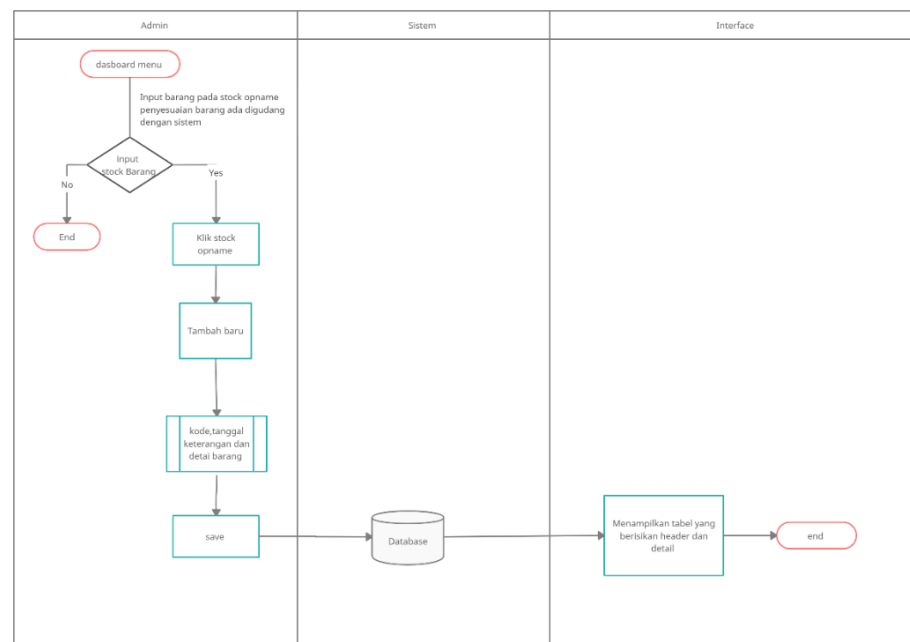 Admin
Sistem
Interface
dasboard menu
Input barang pada stock opname
penyesuaian barang ada digudang
dengan sistem
input
stock Barang
No
Yes
End
Klik stock
opname
Tambah baru
kode,tanggal
keterangan dan
detai barang
save
Database
Menampilkan tabel yang
berisikan header dan
detail
end